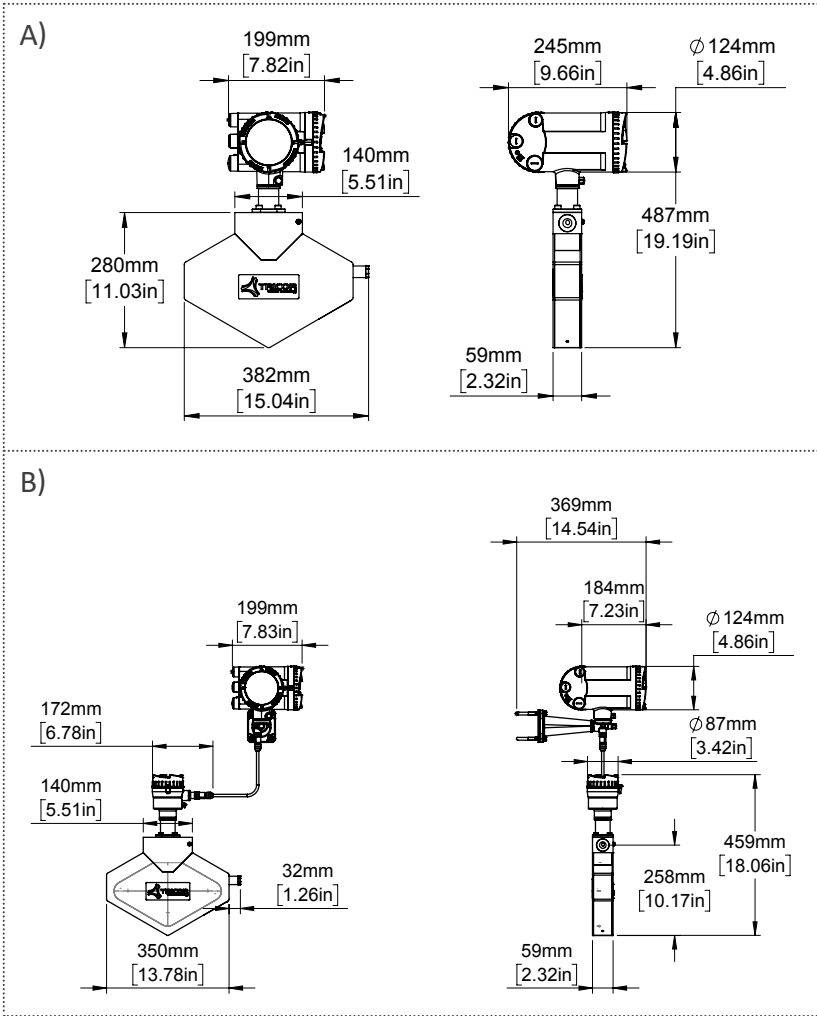 A)
199mm
[7.82in]
245mm
[9.66in]
∅ 124mm
[4.86in]
140mm
[5.51in]
487mm
[19.19in]
280mm
[11.03in]
TRICOR
59mm
[2.32in]
382mm
[15.04in]
B)
369mm
[14.54in]
184mm
[7.23in]
199mm
[7.83in]
∅ 124mm
[4.86in]
172mm
[6.78in]
∅ 87mm
[3.42in]
140mm
[5.51in]
459mm
[18.06in]
32mm
[1.26in]
258mm
[10.17in]
TRICOR
350mm
[13.78in]
59mm
[2.32in]